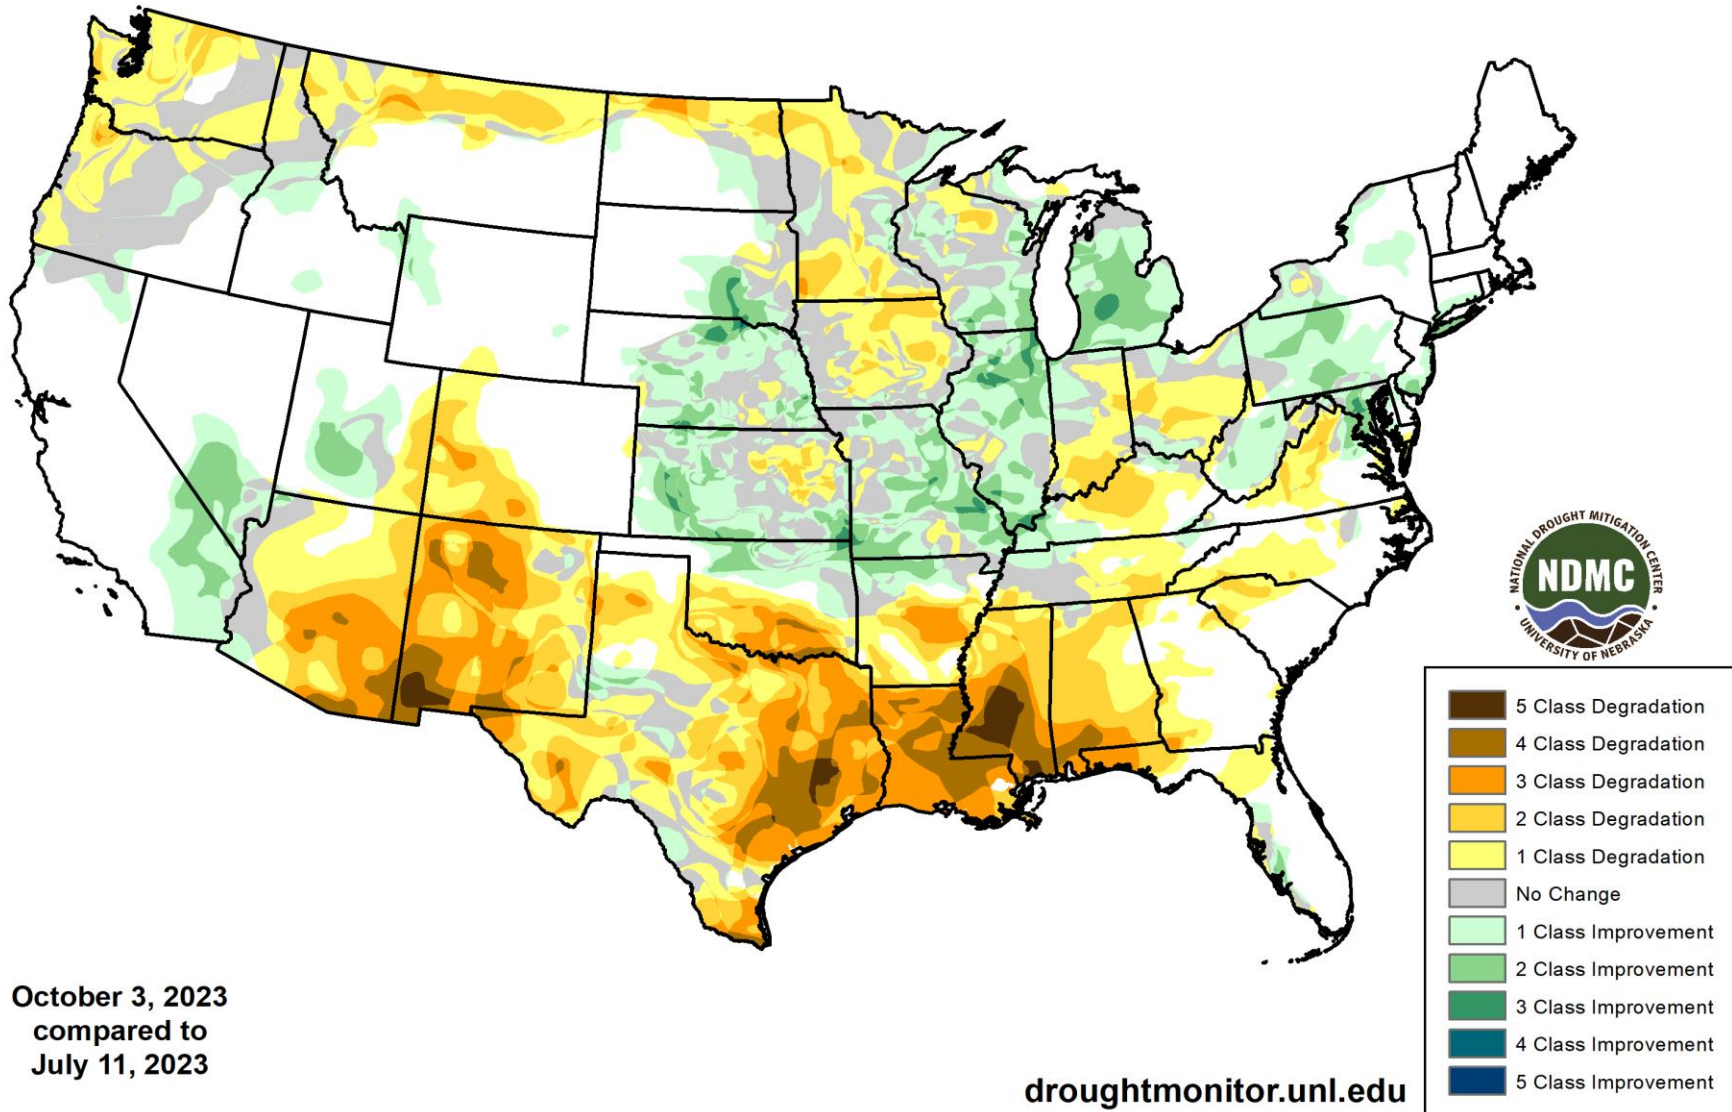 NATIONAL DROUGHT MITIGATION CENTER
NDMC
UNIVERSITY OF NEBRASKA
5 Class Degradation
4 Class Degradation
3 Class Degradation
2 Class Degradation
1 Class Degradation
No Change
1 Class Improvement
2 Class Improvement
3 Class Improvement
4 Class Improvement
5 Class Improvement
October 3, 2023
compared to
July 11, 2023
droughtmonitor.unl.edu